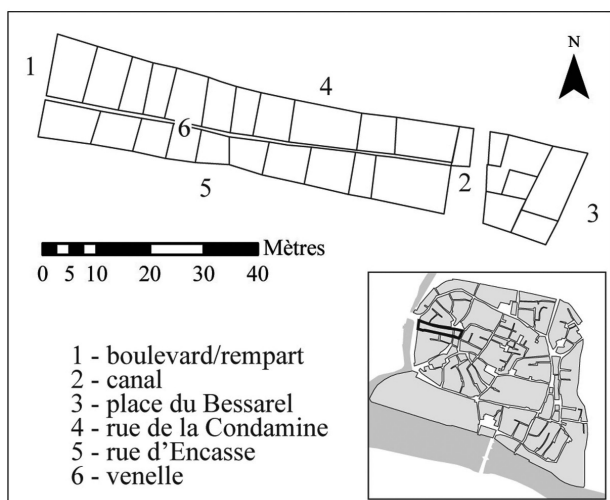 N
1
4
6
2
5
3
Mètres
0 5 10 20 30 40
1 - boulevard/rempart
2 - canal
3 - place du Bessarel
4 - rue de la Condamine
5 - rue d'Encasse
6 - venelle